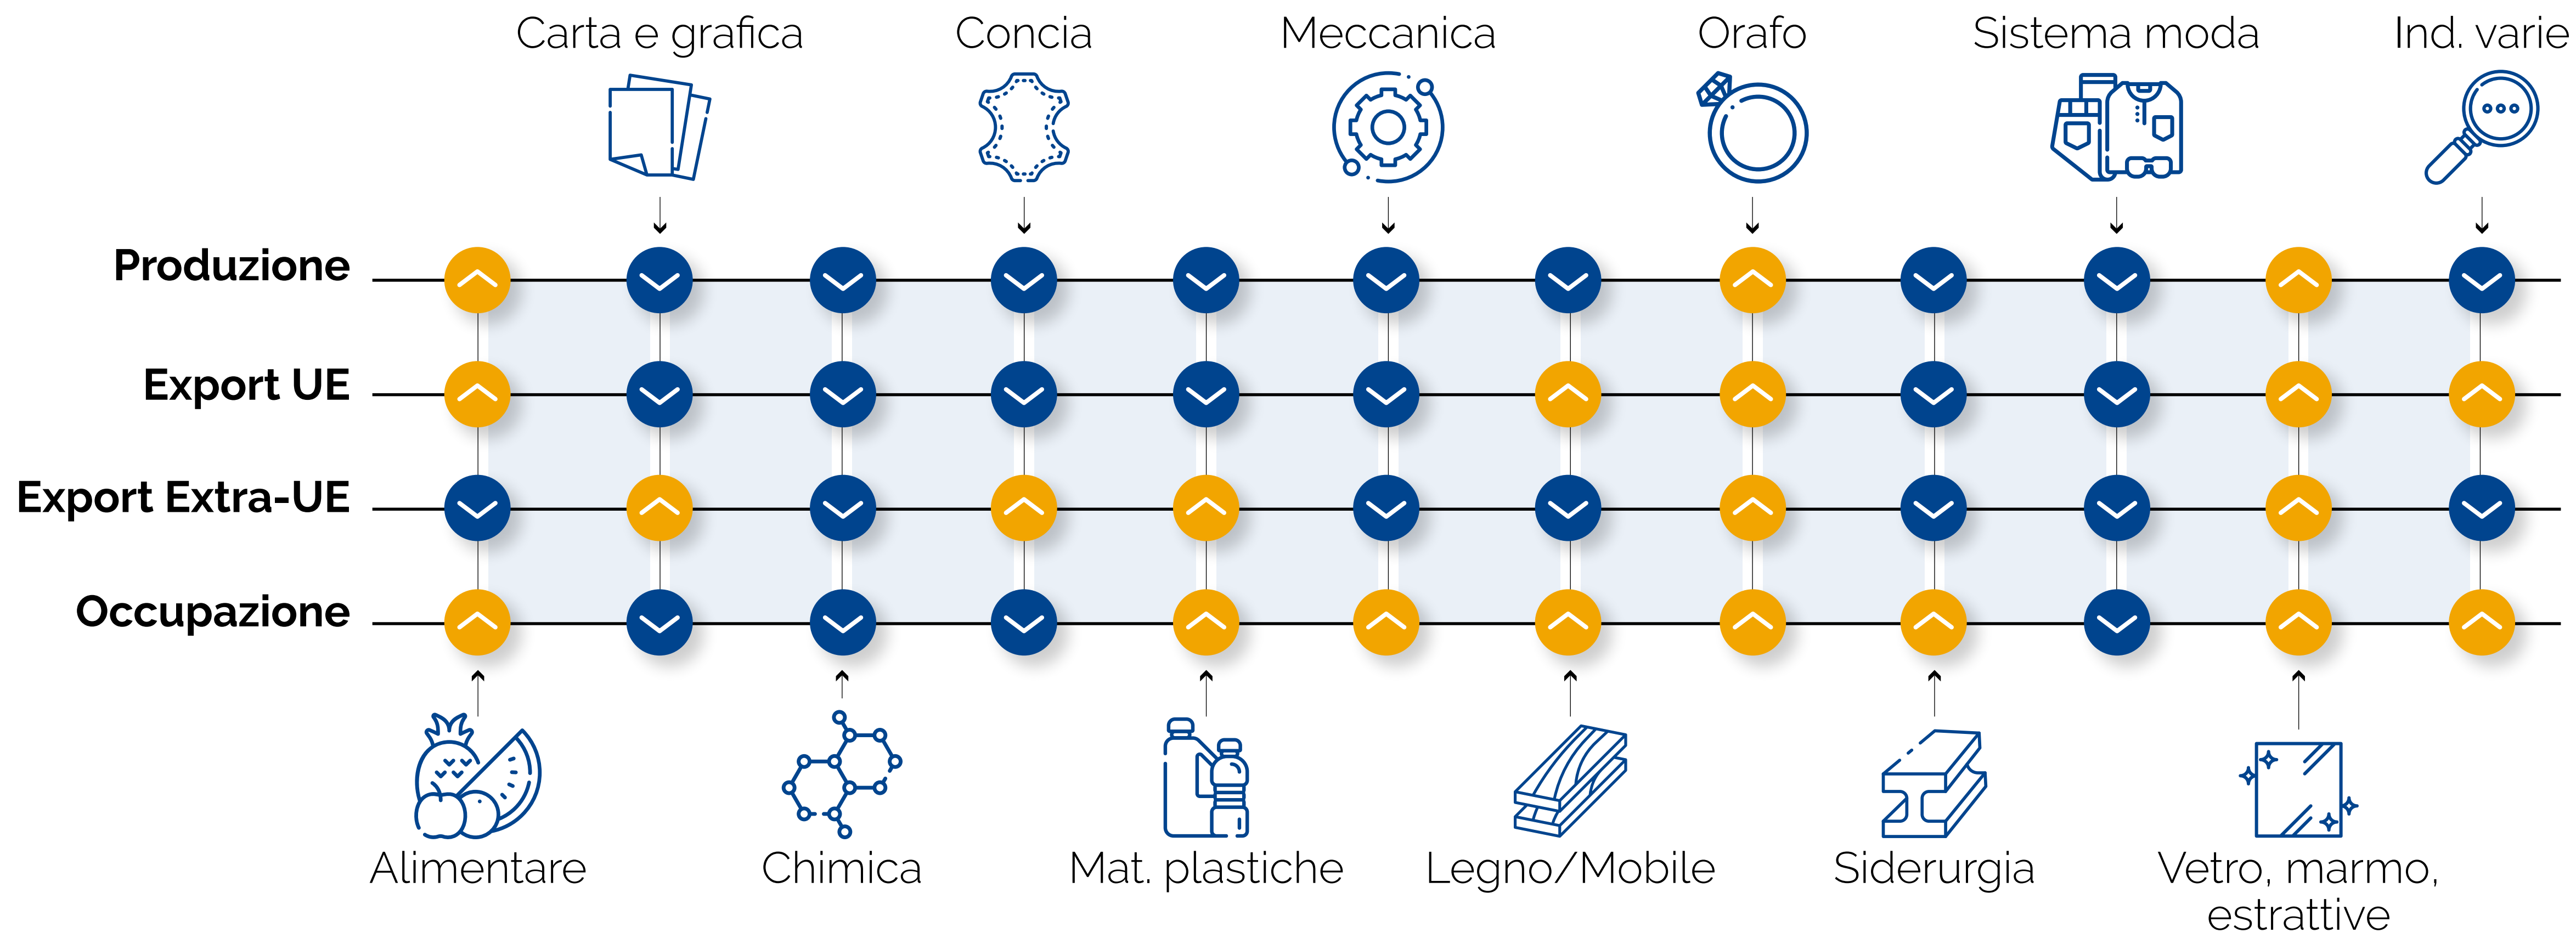 Carta e grafica
Concia
Meccanica
Orafo
Sistema moda
Ind. varie
Produzione
Export UE
Export Extra-UE
Occupazione
Alimentare
Chimica
Mat. plastiche
Legno/Mobile
Siderurgia
Vetro, marmo,
estrattive